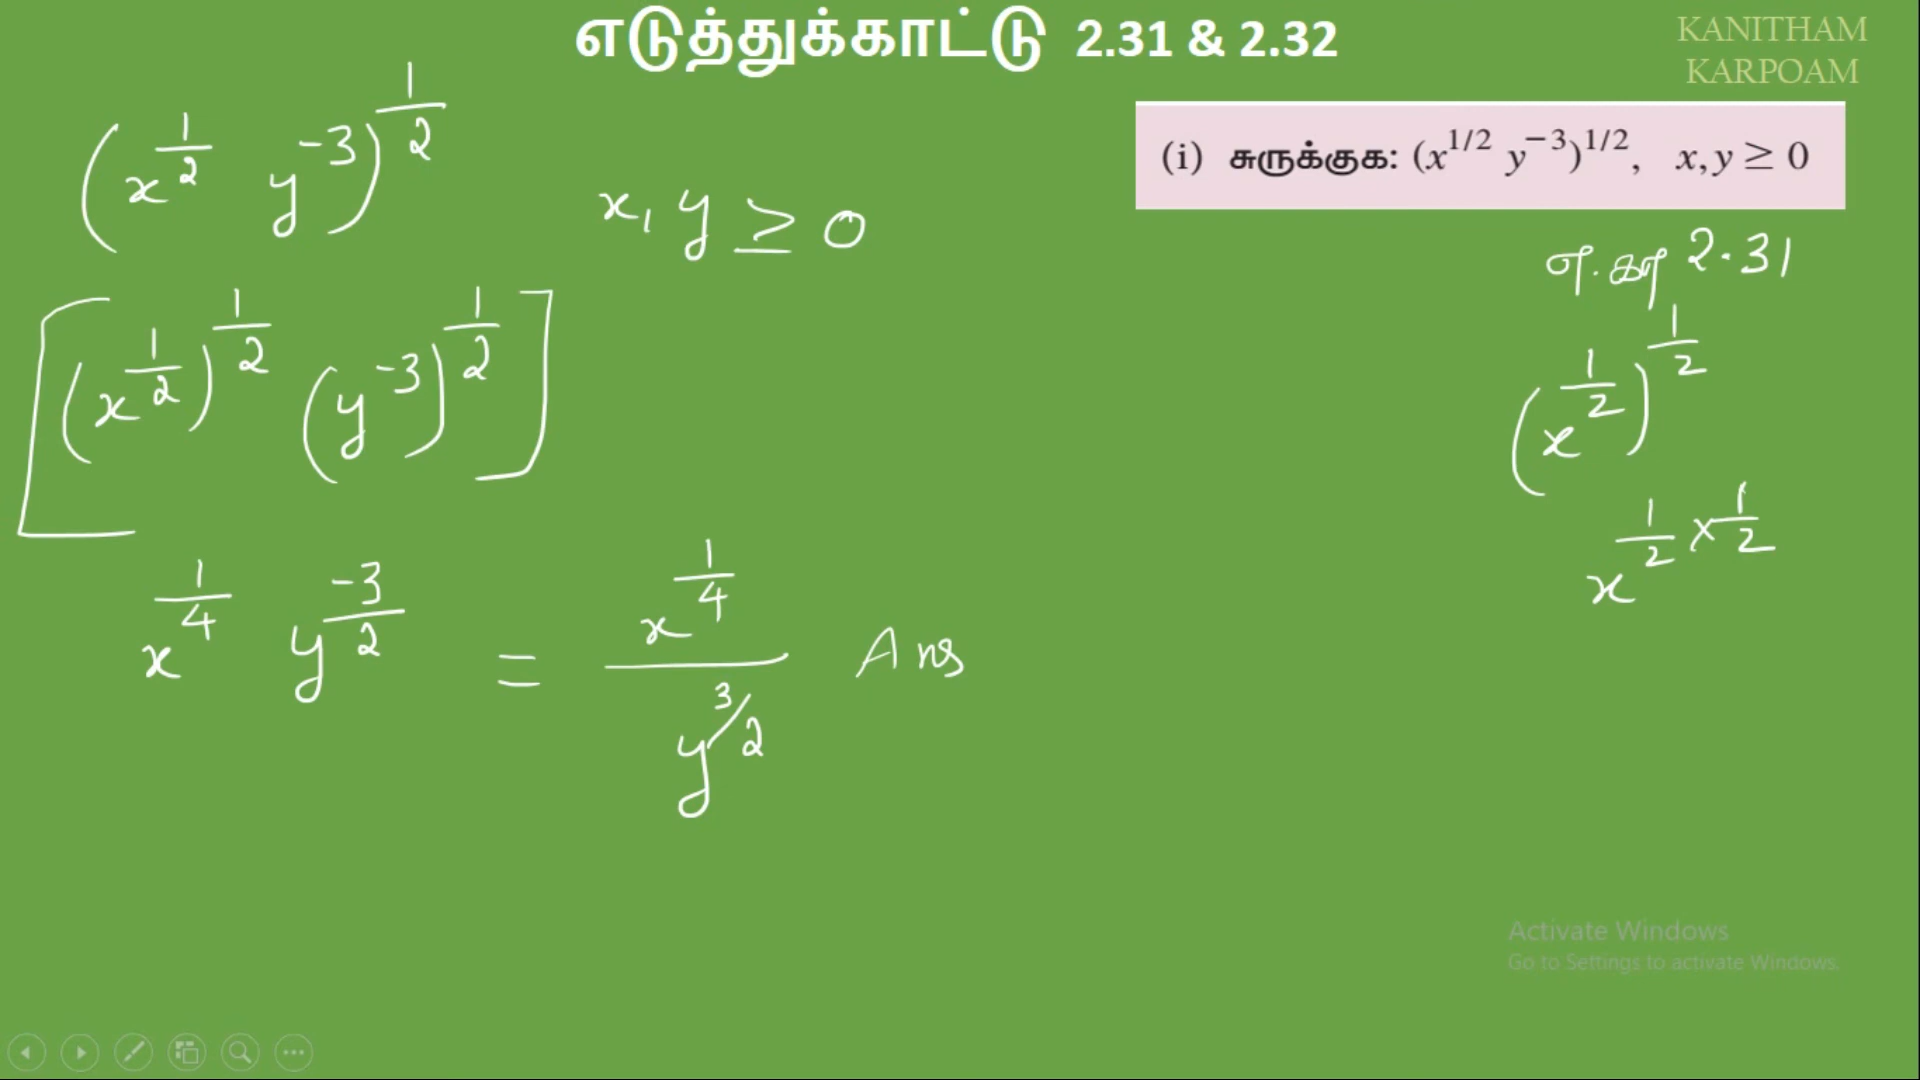 எடுத்துக்காட்டு 2.31 & 2.32
KANITHAM
KARPOAM
(i) சுருக்குக: (x^{1/2} y^{-3})^{1/2}, x, y ≥ 0
எ.கா 2.31
(x^{1/2} y^{-3})^{1/2} x, y ≥ 0
[(x^{1/2})^{1/2} (y^{-3})^{1/2}]
x^{1/4} y^{-3/2} = x^{1/4} / y^{3/2} Ans
(x^{1/2})^{1/2}
x^{1/2 × 1/2}
Activate Windows
Go to Settings to activate Windows.